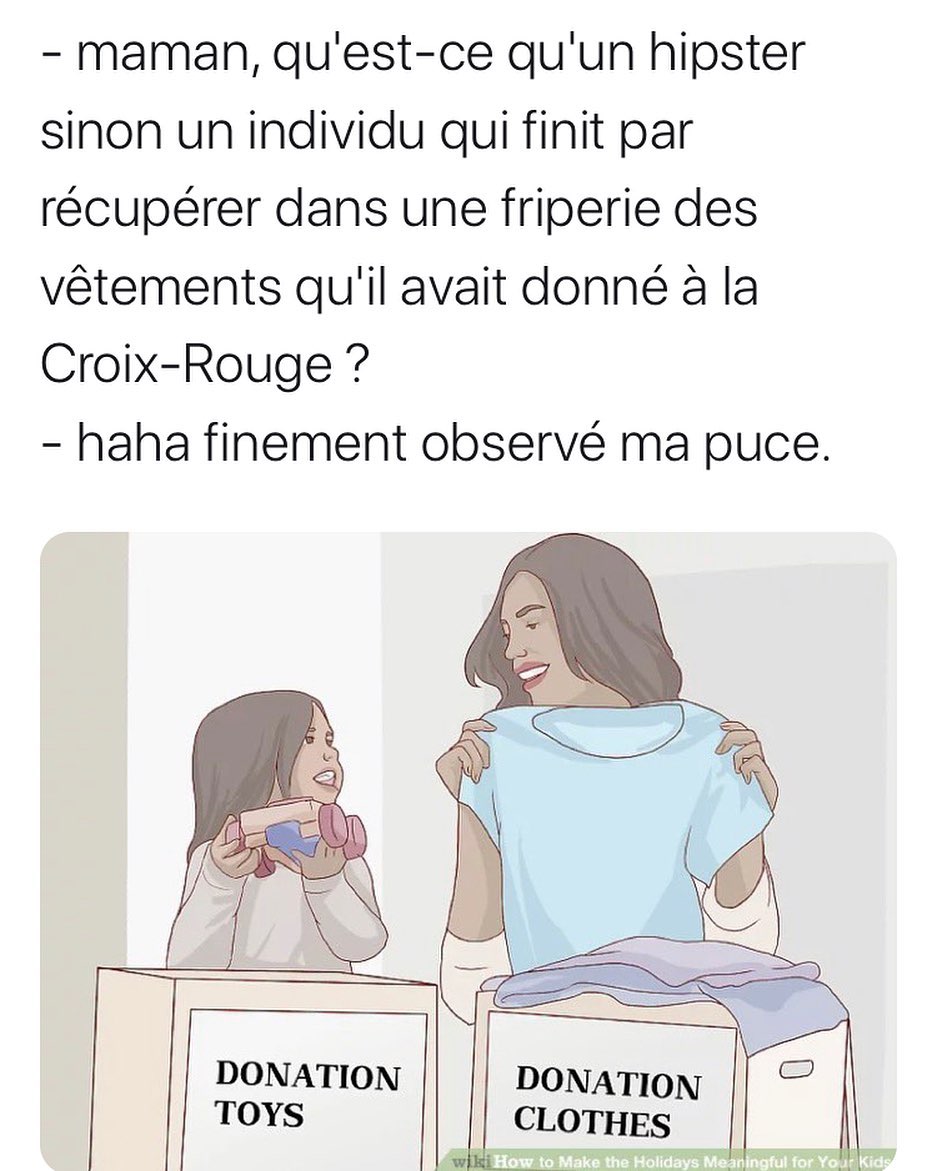 - maman, qu'est-ce qu'un hipster
sinon un individu qui finit par
récupérer dans une friperie des
vêtements qu'il avait donné à la
Croix-Rouge ?
- haha finement observé ma puce.
DONATION
TOYS
DONATION
CLOTHES
wikiHow to Make the Holidays Meaningful for Your Kids